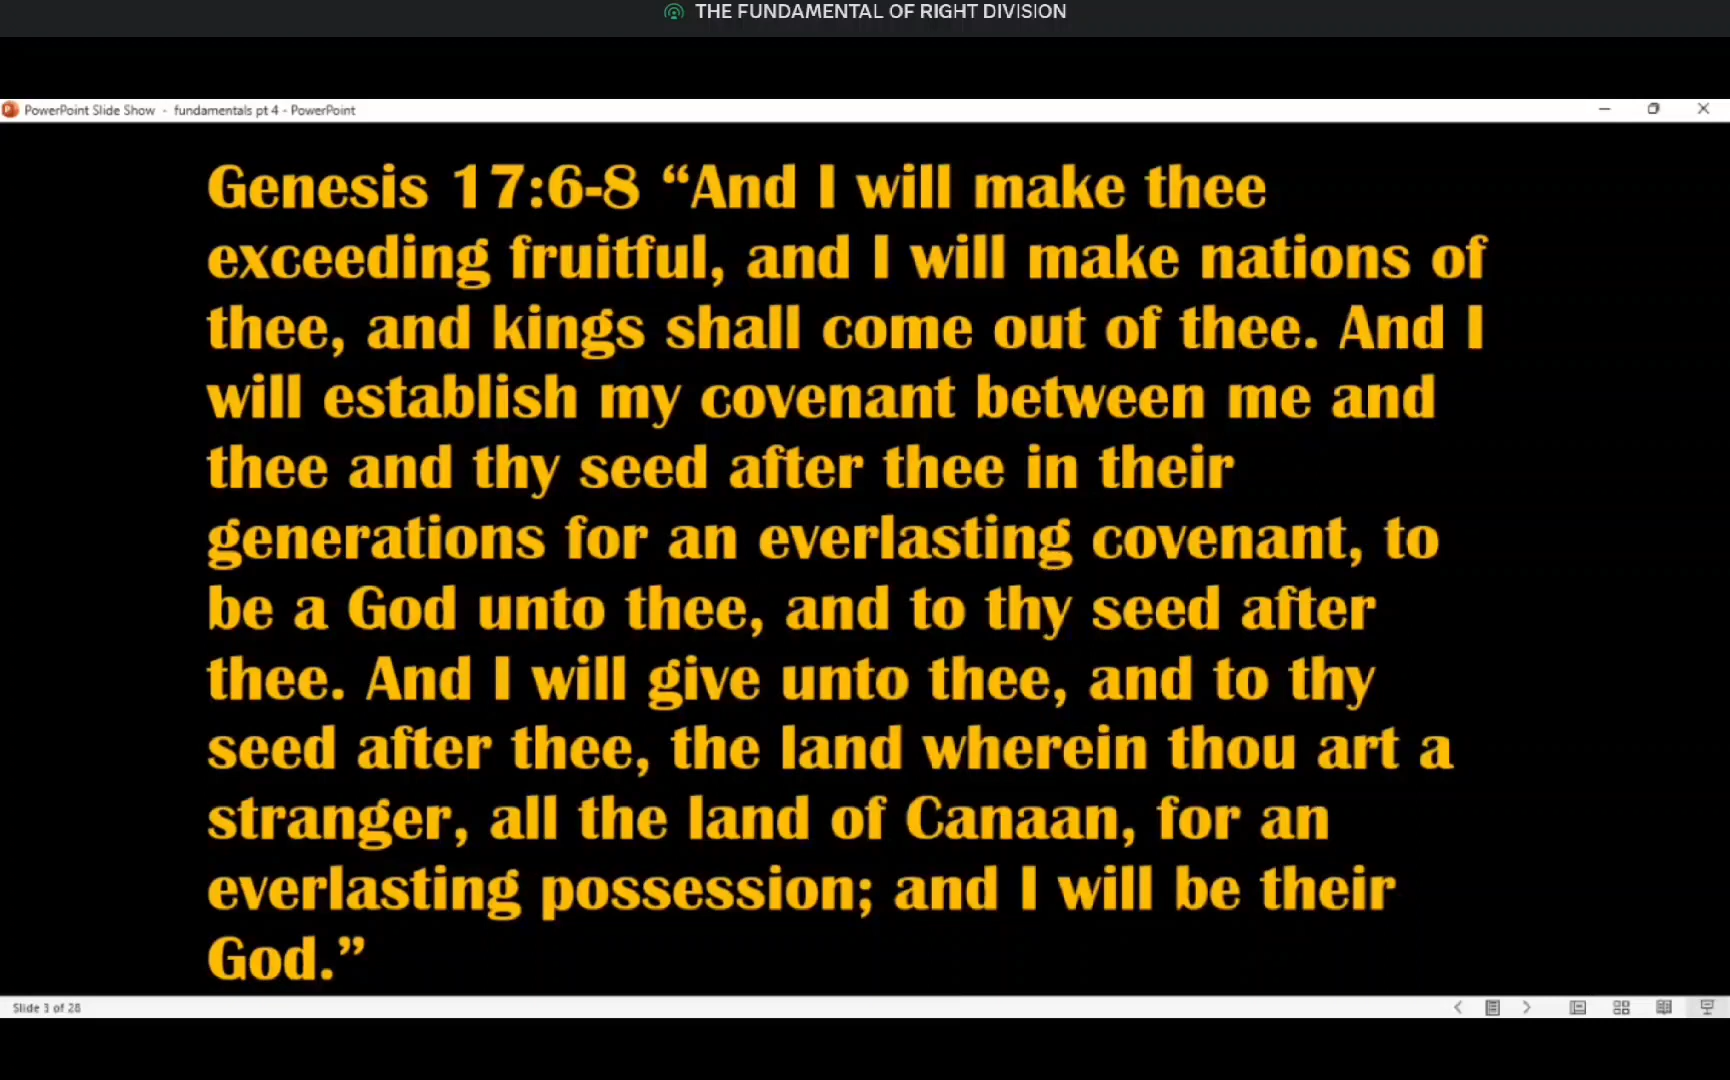 THE FUNDAMENTAL OF RIGHT DIVISION
PowerPoint Slide Show - fundamentals pt 4 - PowerPoint
Genesis 17:6-8 “And I will make thee
exceeding fruitful, and I will make nations of
thee, and kings shall come out of thee. And I
will establish my covenant between me and
thee and thy seed after thee in their
generations for an everlasting covenant, to
be a God unto thee, and to thy seed after
thee. And I will give unto thee, and to thy
seed after thee, the land wherein thou art a
stranger, all the land of Canaan, for an
everlasting possession; and I will be their
God.”
Slide 3 of 28